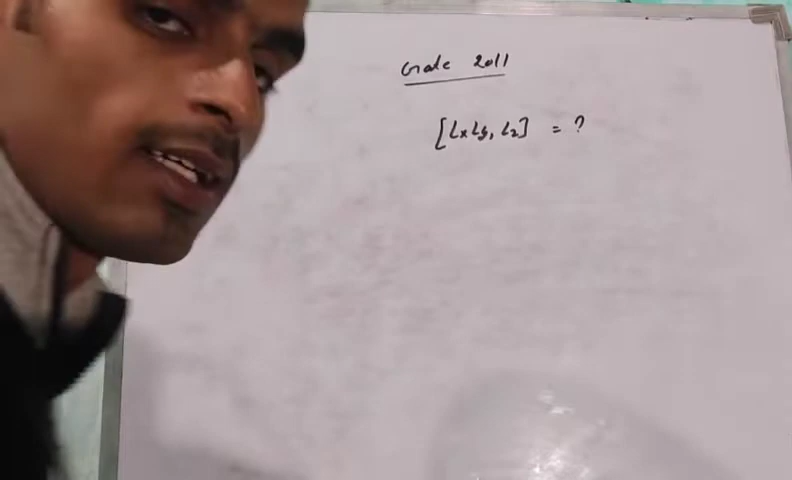 Gate 2011
[LxLy, Lz] = ?